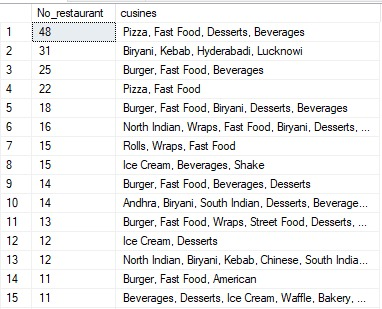 No_restaurant cusines
1 48 Pizza, Fast Food, Desserts, Beverages
2 31 Biryani, Kebab, Hyderabadi, Lucknowi
3 25 Burger, Fast Food, Beverages
4 22 Pizza, Fast Food
5 18 Burger, Fast Food, Biryani, Desserts, Beverages
6 16 North Indian, Wraps, Fast Food, Biryani, Desserts, ...
7 15 Rolls, Wraps, Fast Food
8 15 Ice Cream, Beverages, Shake
9 14 Burger, Fast Food, Beverages, Desserts
10 14 Andhra, Biryani, South Indian, Desserts, Beverage...
11 13 Burger, Fast Food, Wraps, Street Food, Desserts, ...
12 12 Ice Cream, Desserts
13 12 North Indian, Biryani, Kebab, Chinese, South India...
14 11 Burger, Fast Food, American
15 11 Beverages, Desserts, Ice Cream, Waffle, Bakery, ...